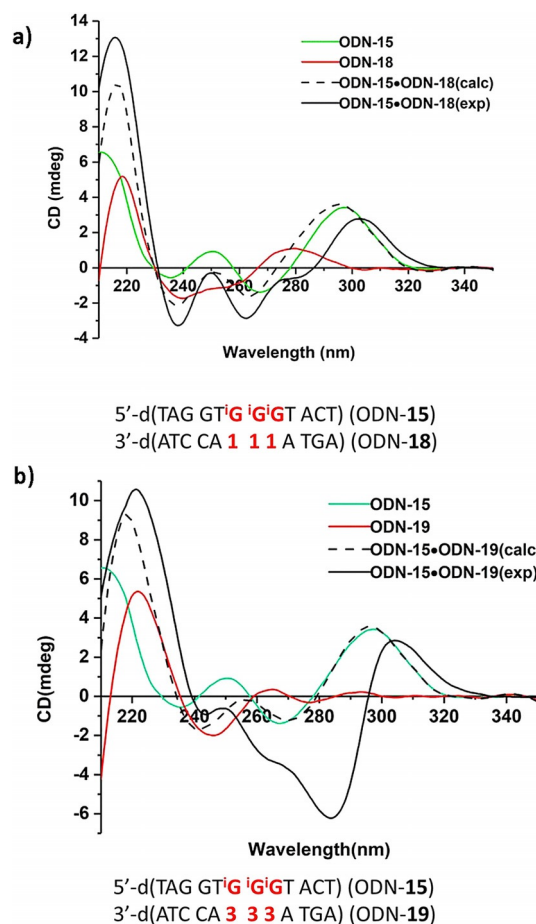 a)
14
12
10
8
6
4
2
0
-2
-4
CD (mdeg)
220 240 260 280 300 320 340
Wavelength (nm)
ODN-15
ODN-18
ODN-15•ODN-18(calc)
ODN-15•ODN-18(exp)
5'-d(TAG GTⁱG ⁱGⁱGT ACT) (ODN-15)
3'-d(ATC CA 1 1 1 A TGA) (ODN-18)
b)
10
8
6
4
2
0
-2
-4
-6
CD(mdeg)
220 240 260 280 300 320 340
Wavelength(nm)
ODN-15
ODN-19
ODN-15•ODN-19(calc
ODN-15•ODN-19(exp)
5'-d(TAG GTⁱG ⁱGⁱGT ACT) (ODN-15)
3'-d(ATC CA 3 3 3 A TGA) (ODN-19)